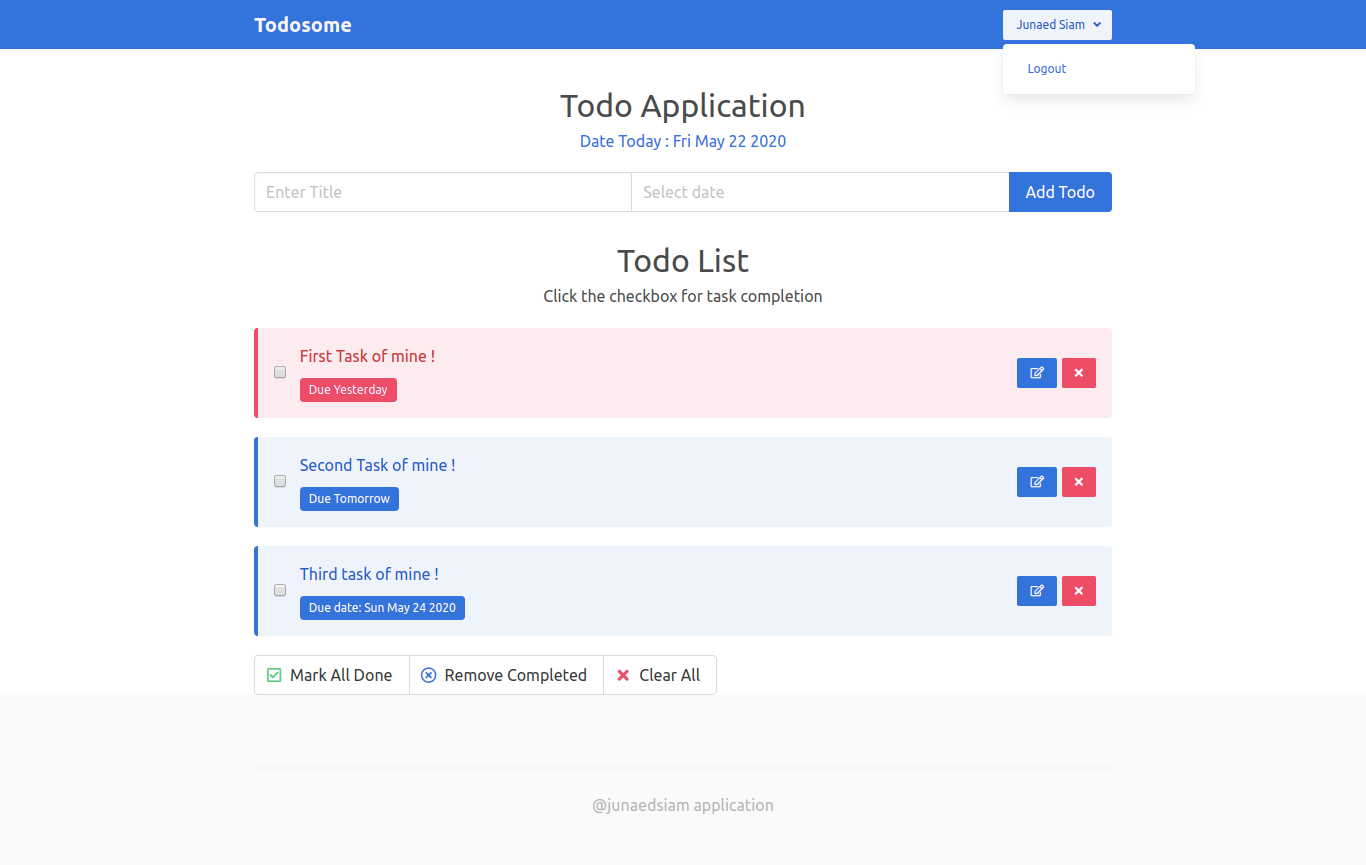 Todosome
Junaed Siam
Logout
Todo Application
Date Today : Fri May 22 2020
Enter Title
Select date
Add Todo
Todo List
Click the checkbox for task completion
First Task of mine !
Due Yesterday
Second Task of mine !
Due Tomorrow
Third task of mine !
Due date: Sun May 24 2020
Mark All Done
Remove Completed
Clear All
@junaedsiam application